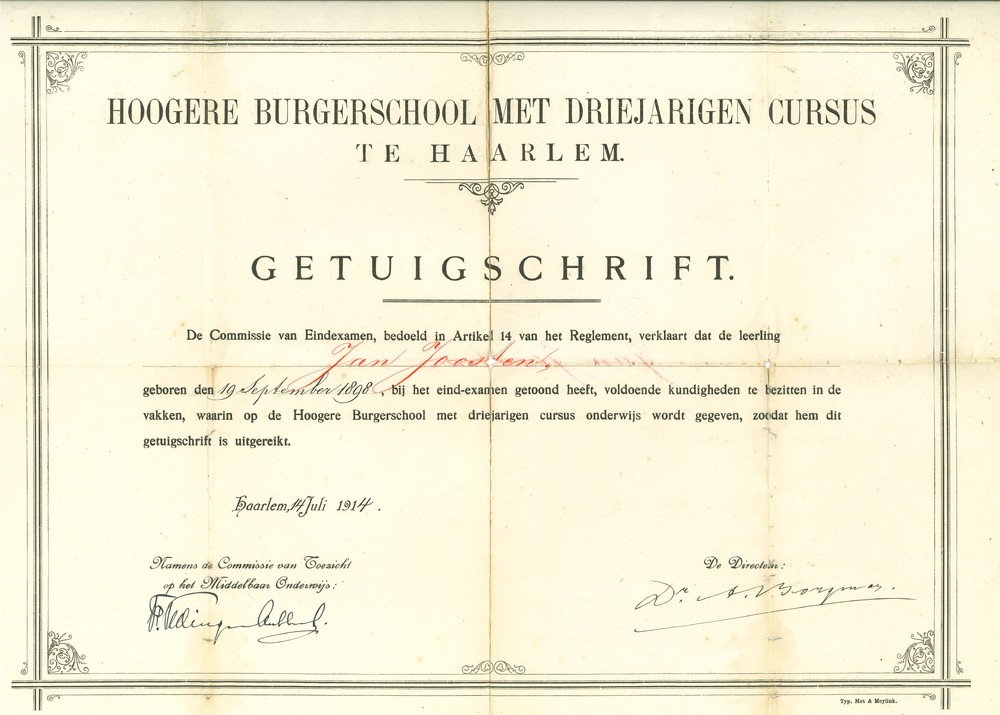 HOOGERE BURGERSCHOOL MET DRIEJARIGEN CURSUS
TE HAARLEM.
GETUIGSCHRIFT.
De Commissie van Eindexamen, bedoeld in Artikel 14 van het Reglement, verklaart dat de leerling
Jan Joosten,
geboren den 19 September 1898, bij het eind-examen getoond heeft, voldoende kundigheden te bezitten in de
vakken, waarin op de Hoogere Burgerschool met driejarigen cursus onderwijs wordt gegeven, zoodat hem dit
getuigschrift is uitgereikt.
Haarlem, 14 Juli 1914.
Namens de Commissie van Toezicht
op het Middelbaar Onderwijs:
De Directeur:
Dr. A. Borgman.
Typ. Met & Meylink.